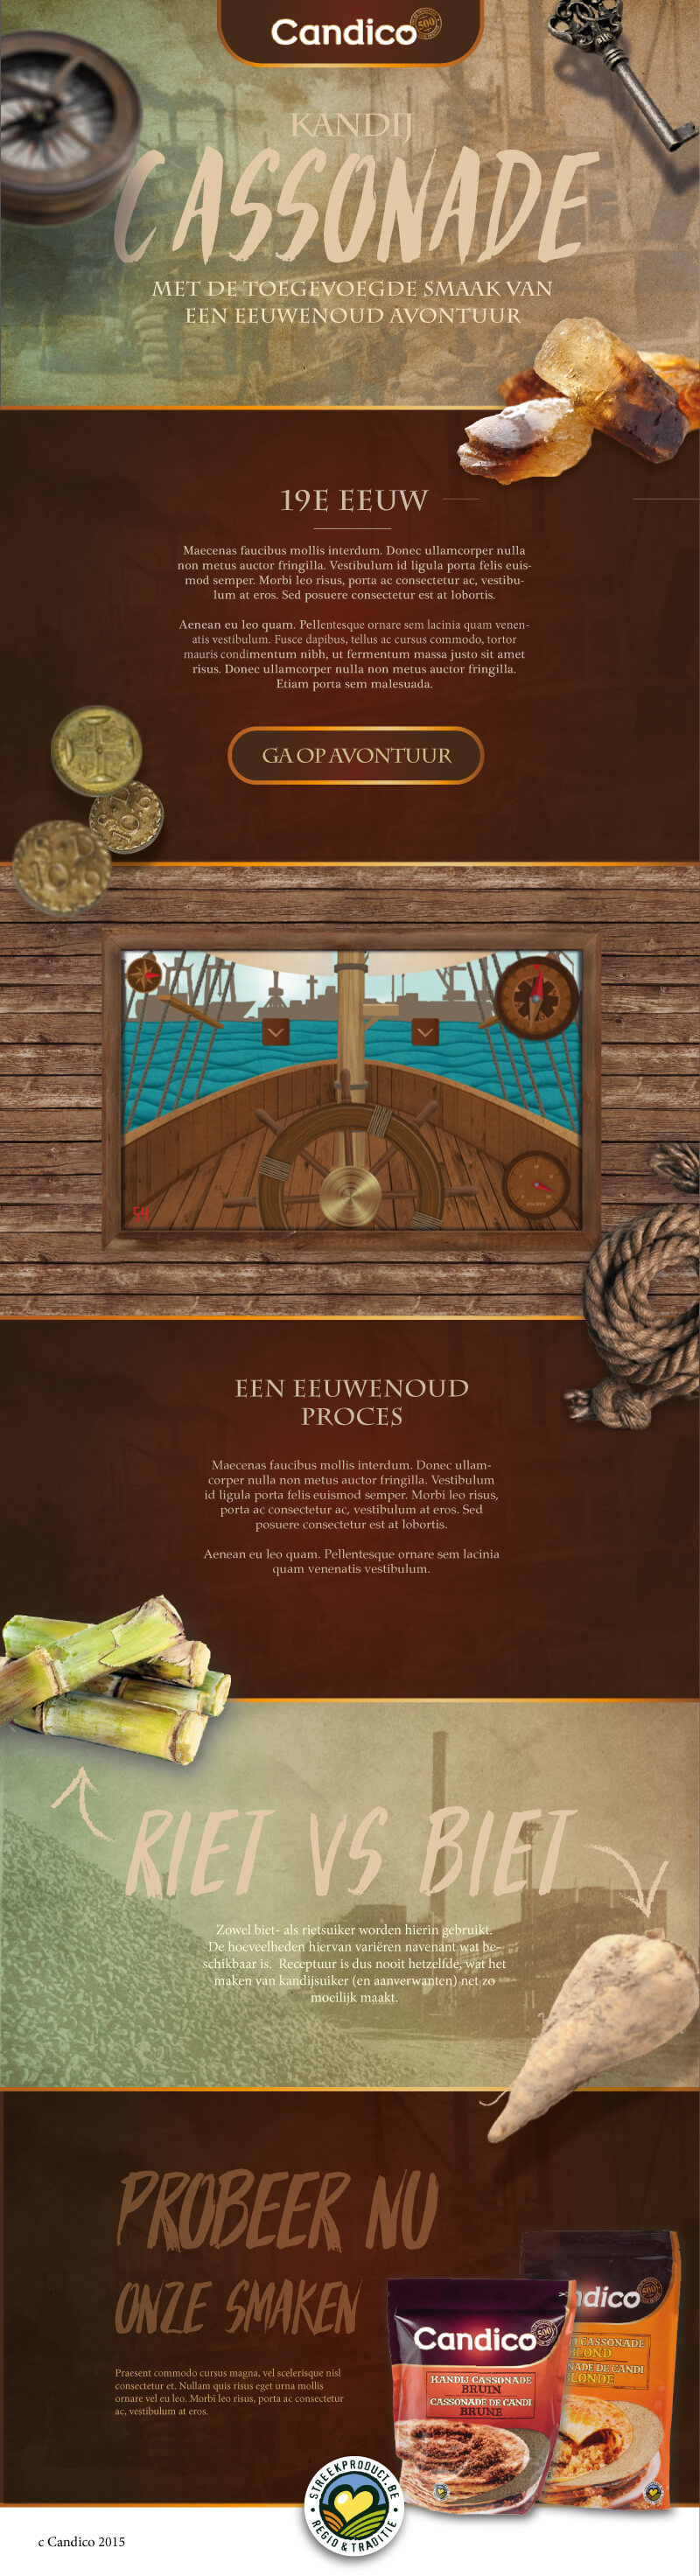 Candico
500
KANDIJ
CASSONADE
MET DE TOEGEVOEGDE SMAAK VAN
EEN EEUWENOUD AVONTUUR
19E EEUW
Maecenas faucibus mollis interdum. Donec ullamcorper nulla
non metus auctor fringilla. Vestibulum id ligula porta felis euis-
mod semper. Morbi leo risus, porta ac consectetur ac, vestibu-
lum at eros. Sed posuere consectetur est at lobortis.
Aenean eu leo quam. Pellentesque ornare sem lacinia quam venen-
atis vestibulum. Fusce dapibus, tellus ac cursus commodo, tortor
mauris condimentum nibh, ut fermentum massa justo sit amet
risus. Donec ullamcorper nulla non metus auctor fringilla.
Etiam porta sem malesuada.
GA OP AVONTUUR
54
EEN EEUWENOUD
PROCES
Maecenas faucibus mollis interdum. Donec ullam-
corper nulla non metus auctor fringilla. Vestibulum
id ligula porta felis euismod semper. Morbi leo risus,
porta ac consectetur ac, vestibulum at eros. Sed
posuere consectetur est at lobortis.
Aenean eu leo quam. Pellentesque ornare sem lacinia
quam venenatis vestibulum.
RIET VS BIET
Zowel biet- als rietsuiker worden hierin gebruikt.
De hoeveelheden hiervan variëren navenant wat be-
schikbaar is. Receptuur is dus nooit hetzelfde, wat het
maken van kandijsuiker (en aanverwanten) net zo
moeilijk maakt.
PROBEER NU
ONZE SMAKEN
Praesent commodo cursus magna, vel scelerisque nisl
consectetur et. Nullam quis risus eget urna mollis
ornare vel eu leo. Morbi leo risus, porta ac consectetur
ac, vestibulum at eros.
Candico
500
KANDIJ CASSONADE
BRUIN
CASSONADE DE CANDI
BRUNE
ndico
CASSONADE
BLOND
NADE DE CANDI
LONDE
STREEKPRODUCT.BE
REGIO & TRADITIE
c Candico 2015